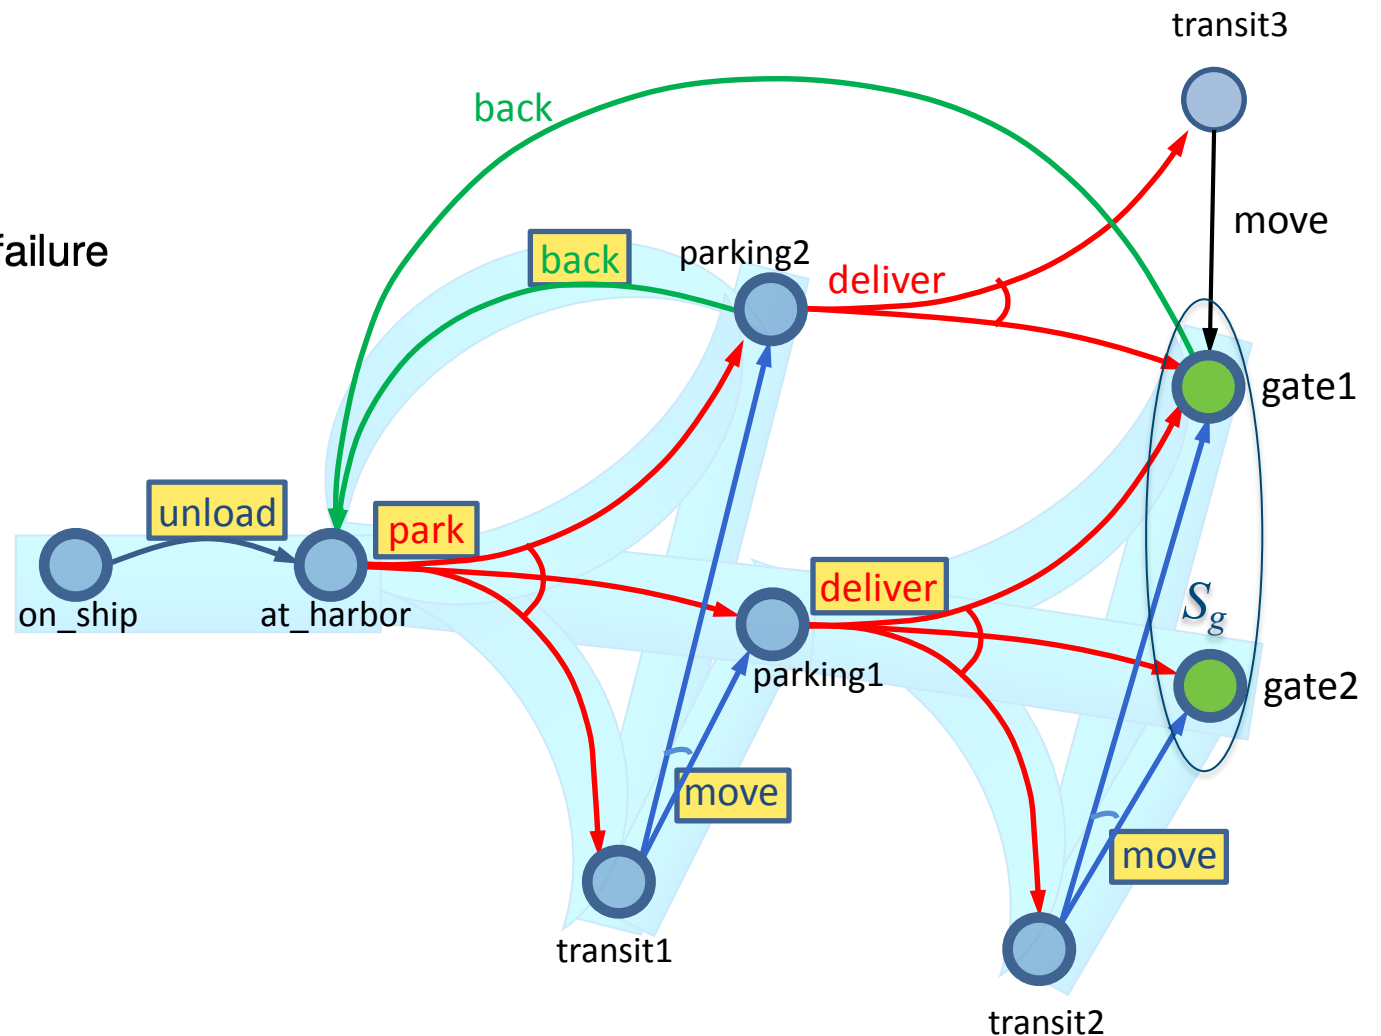 transit3
back
move
failure
back
parking2
deliver
gate1
unload
park
on_ship
at_harbor
deliver
S_g
parking1
gate2
move
move
transit1
transit2